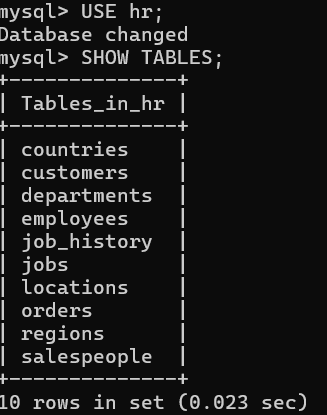 mysql> USE hr;
Database changed
mysql> SHOW TABLES;
+--------------+
| Tables_in_hr |
+--------------+
| countries    |
| customers    |
| departments  |
| employees    |
| job_history  |
| jobs         |
| locations    |
| orders       |
| regions      |
| salespeople  |
+--------------+
10 rows in set (0.023 sec)